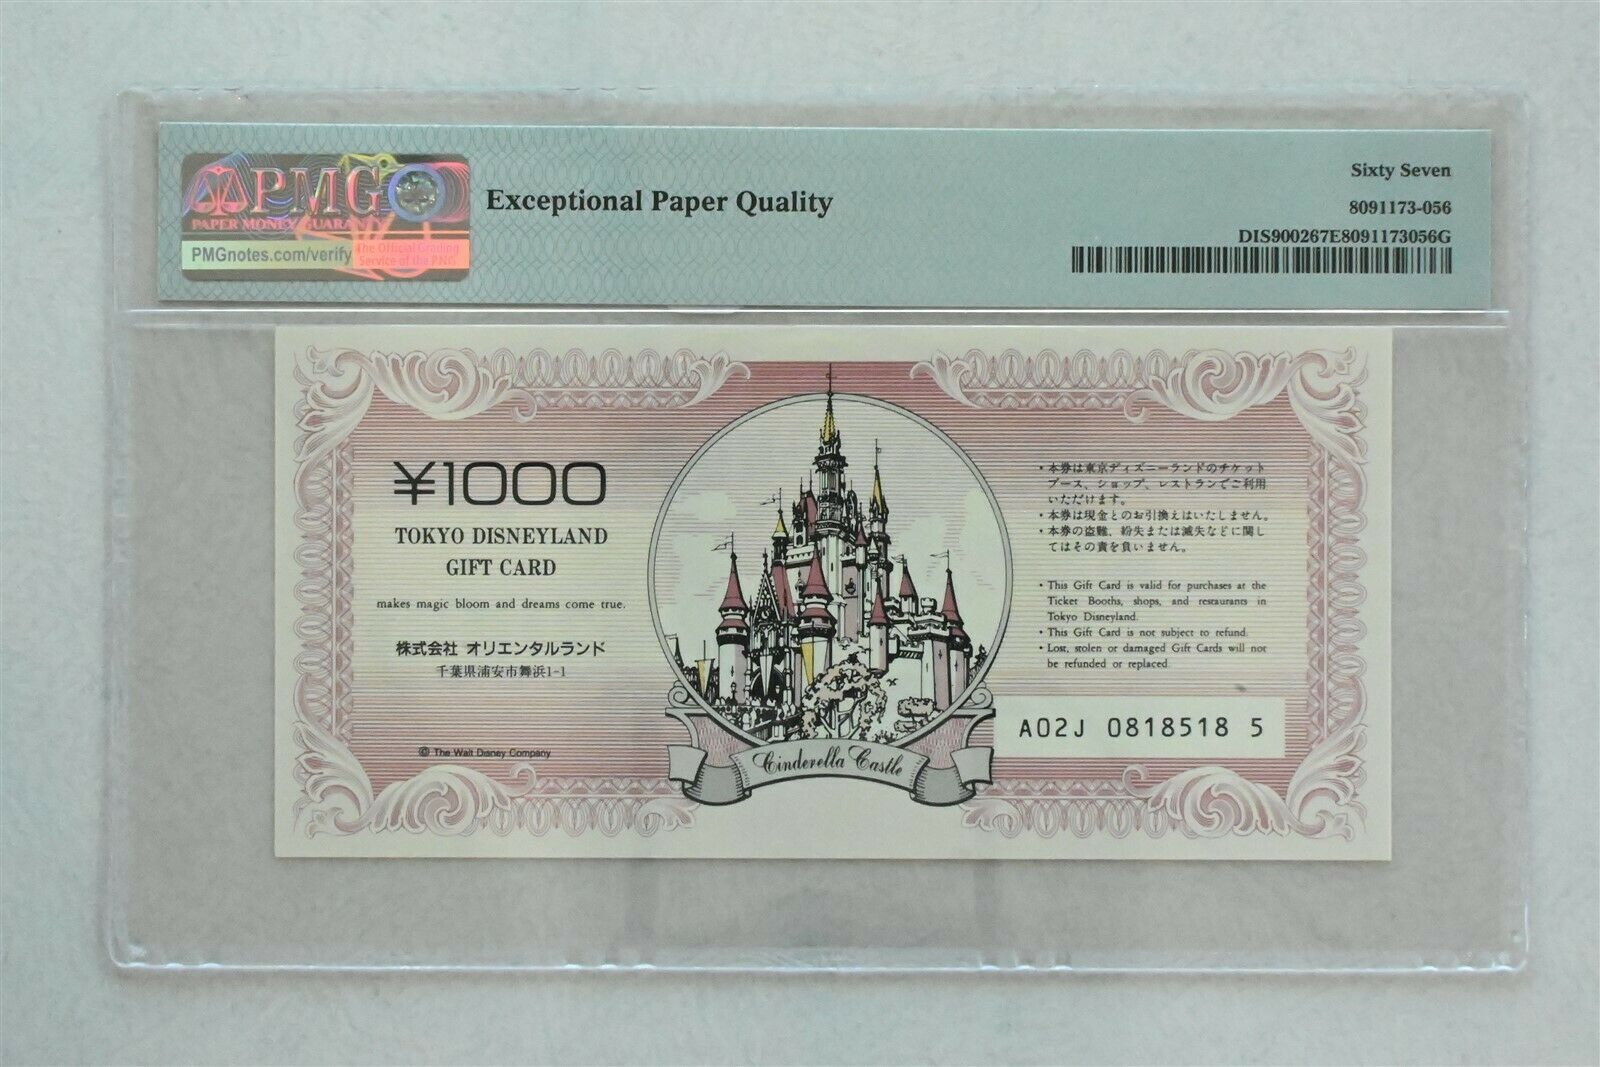 PMG
PAPER MONEY GUARANTY
PMGnotes.com/verify
The Official Grading
Service of the PNG
Exceptional Paper Quality
Sixty Seven
8091173-056
DIS900267E8091173056G
¥1000
TOKYO DISNEYLAND
GIFT CARD
makes magic bloom and dreams come true.
株式会社 オリエンタルランド
千葉県浦安市舞浜1-1
© The Walt Disney Company
Cinderella Castle
・本券は東京ディズニーランドのチケット
ブース、ショップ、レストランでご利用
いただけます。
・本券は現金とのお引換えはいたしません。
・本券の盗難、紛失または滅失などに関し
てはその責を負いません。
• This Gift Card is valid for purchases at the
Ticket Booths, shops, and restaurants in
Tokyo Disneyland.
• This Gift Card is not subject to refund.
• Lost, stolen or damaged Gift Cards will not
be refunded or replaced.
A02J 0818518 5